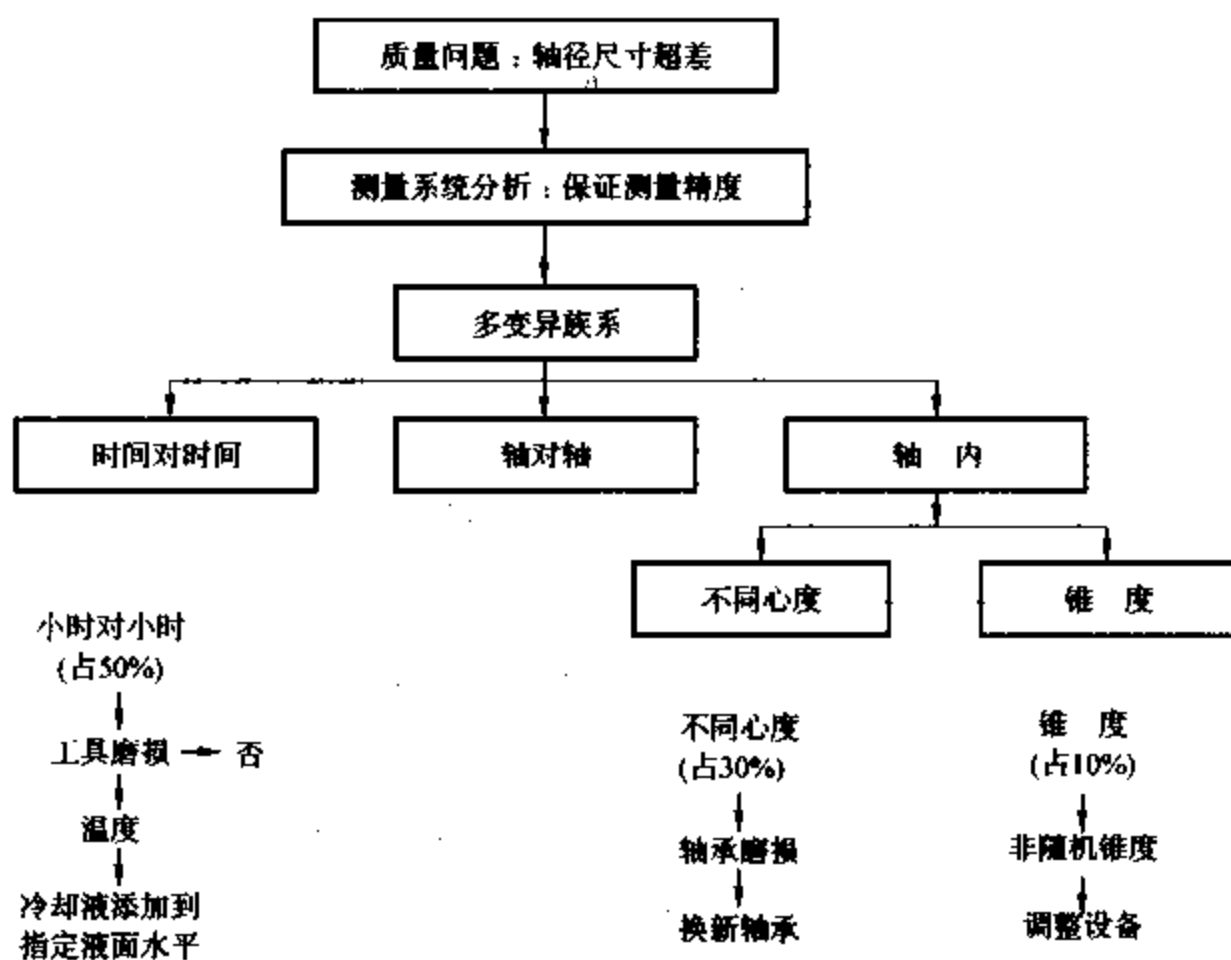 质量问题：轴径尺寸超差
测量系统分析：保证测量精度
多变异族系
时间对时间
轴对轴
轴 内
不同心度
锥 度
小时对小时
(占50%)
工具磨损
否
温度
冷却液添加到
指定液面水平
不同心度
(占30%)
轴承磨损
换新轴承
锥 度
(占10%)
非随机锥度
调整设备